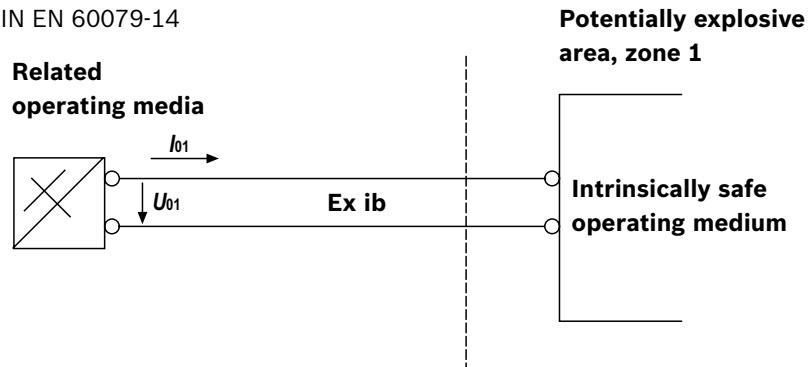 IN EN 60079-14
Potentially explosive
area, zone 1
Related
operating media
I01
U01
Ex ib
Intrinsically safe
operating medium